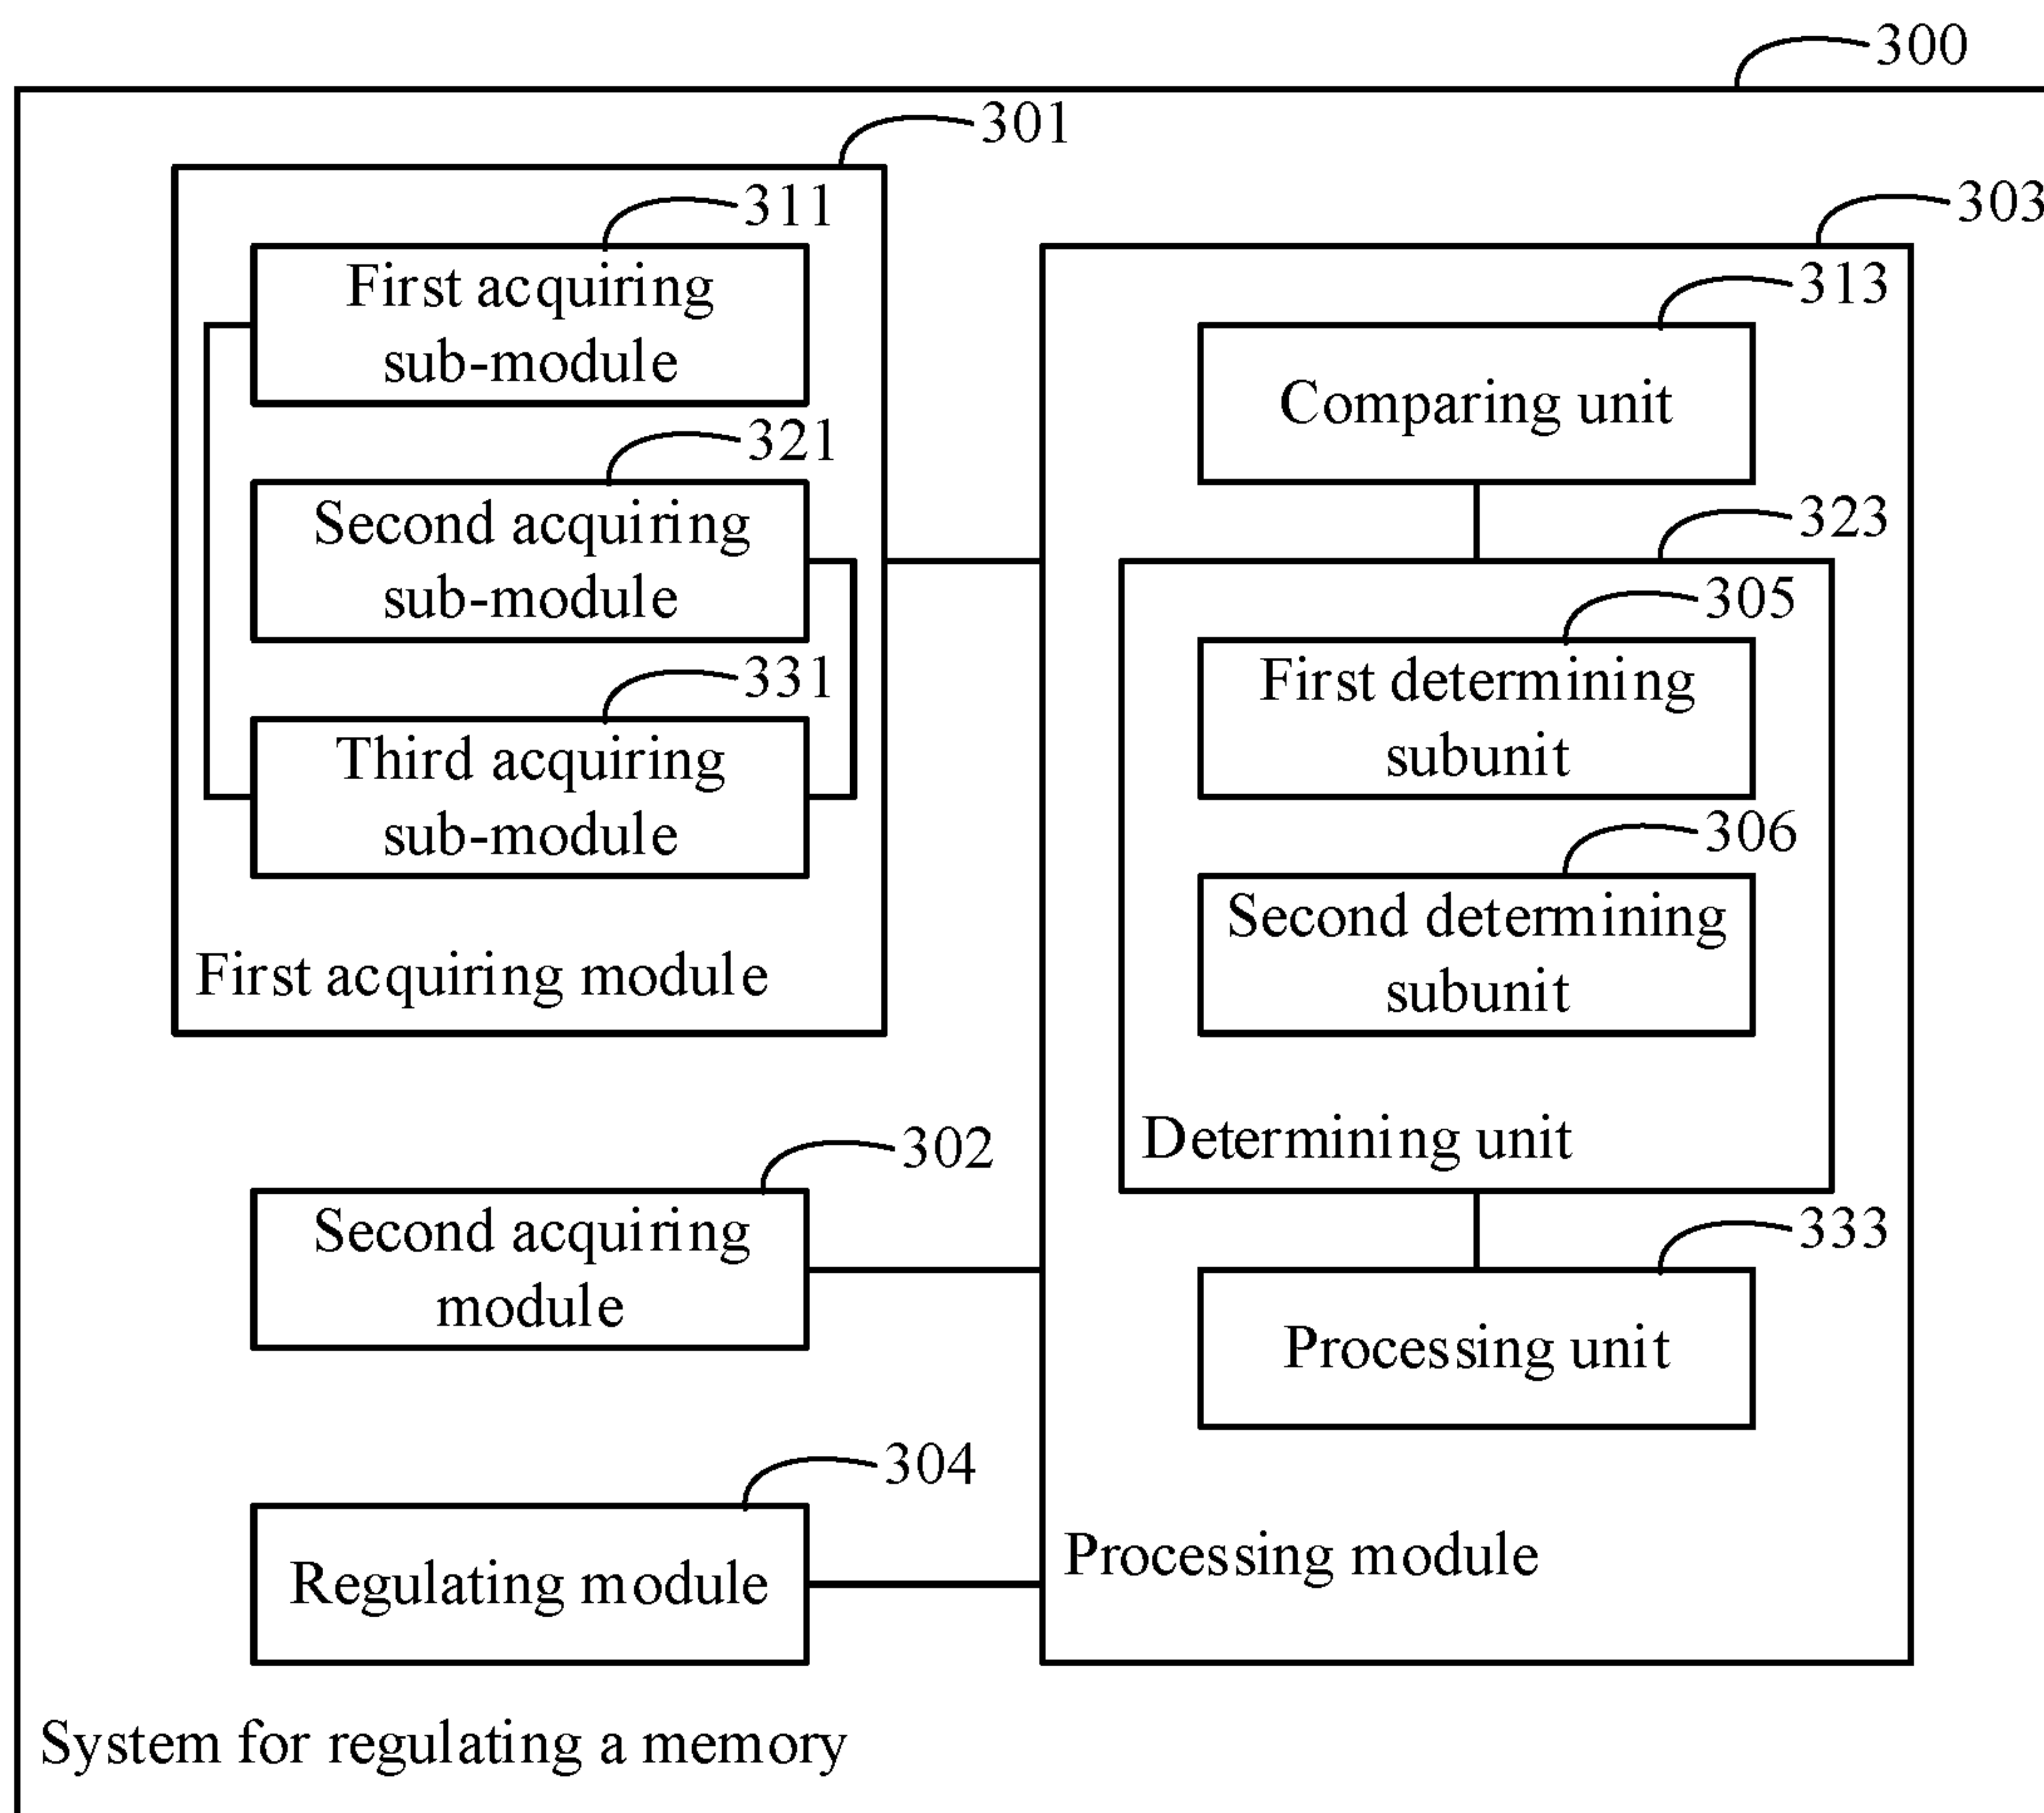 300
301
311
First acquiring
sub-module
321
Second acquiring
sub-module
331
Third acquiring
sub-module
First acquiring module
302
Second acquiring
module
304
Regulating module
303
313
Comparing unit
323
305
First determining
subunit
306
Second determining
subunit
Determining unit
333
Processing unit
Processing module
System for regulating a memory